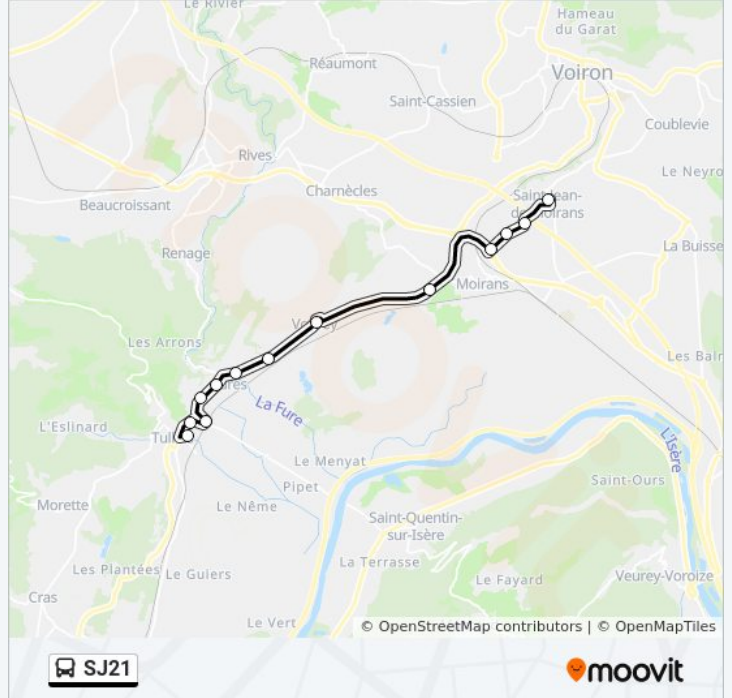 Le Rivier
Hameau
du Garat
Réaumont
Voiron
Saint-Cassien
Coublevie
Rives
Le Neyro
Charnècles
Saint-Jean-
de-Moirans
Beaucroissant
La Buisse
Renage
Moirans
Vourey
Les Arrons
Les Bair
La Fure
L'Eslinard
L'Isère
Le Menyat
Saint-Ours
Pipet
Morette
Le Nême
Saint-Quentin-
sur-Isère
La Terrasse
Les Plantées
Le Gulers
Le Fayard
Veurey-Voroize
Cras
Le Vert
© OpenStreetMap contributors | © OpenMapTiles
SJ21
moovit